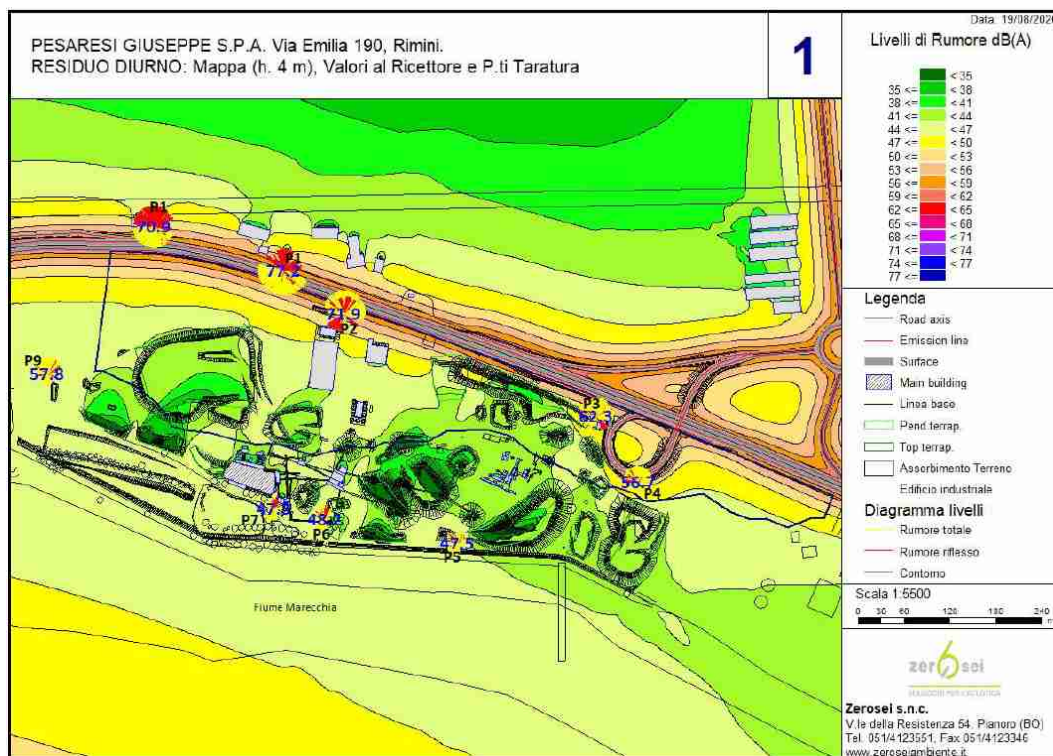 Data: 19/08/2020
PESARESI GIUSEPPE S.P.A. Via Emilia 190, Rimini.
RESIDUO DIURNO: Mappa (h. 4 m), Valori al Ricettore e P.ti Taratura
1
Livelli di Rumore dB(A)
< 35
35 <= < 38
38 <= < 41
41 <= < 44
44 <= < 47
47 <= < 50
50 <= < 53
53 <= < 56
56 <= < 59
59 <= < 62
62 <= < 65
65 <= < 68
68 <= < 71
71 <= < 74
74 <= < 77
77 <=
Legenda
Road axis
Emission line
Surface
Main building
Linea base
Pend terrap.
Top terrap.
Assorbimento Terreno
Edificio industriale
Diagramma livelli
Rumore totale
Rumore riflesso
Contorno
Scala 1:5500
0 30 60 120 180 240
m
zerosei
Zerosei s.n.c.
V.le della Resistenza 54. Pianoro (BO)
Tel. 051/4123551, Fax 051/4123346
www.zeroseiambiente.it
P1
70.9
P1
77.2
71.9
P2
P9
57.8
P3
62.3
56.7
P4
P71
P6
47.5
P5
Fiume Marecchia